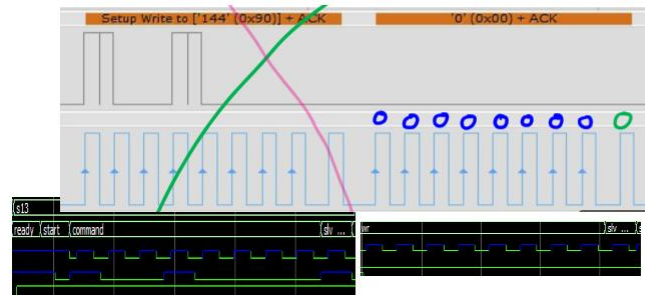 Setup Write to ['144' (0x90)] + ACK
'0' (0x00) + ACK
s13
ready start command slv ...
wr slv ... s